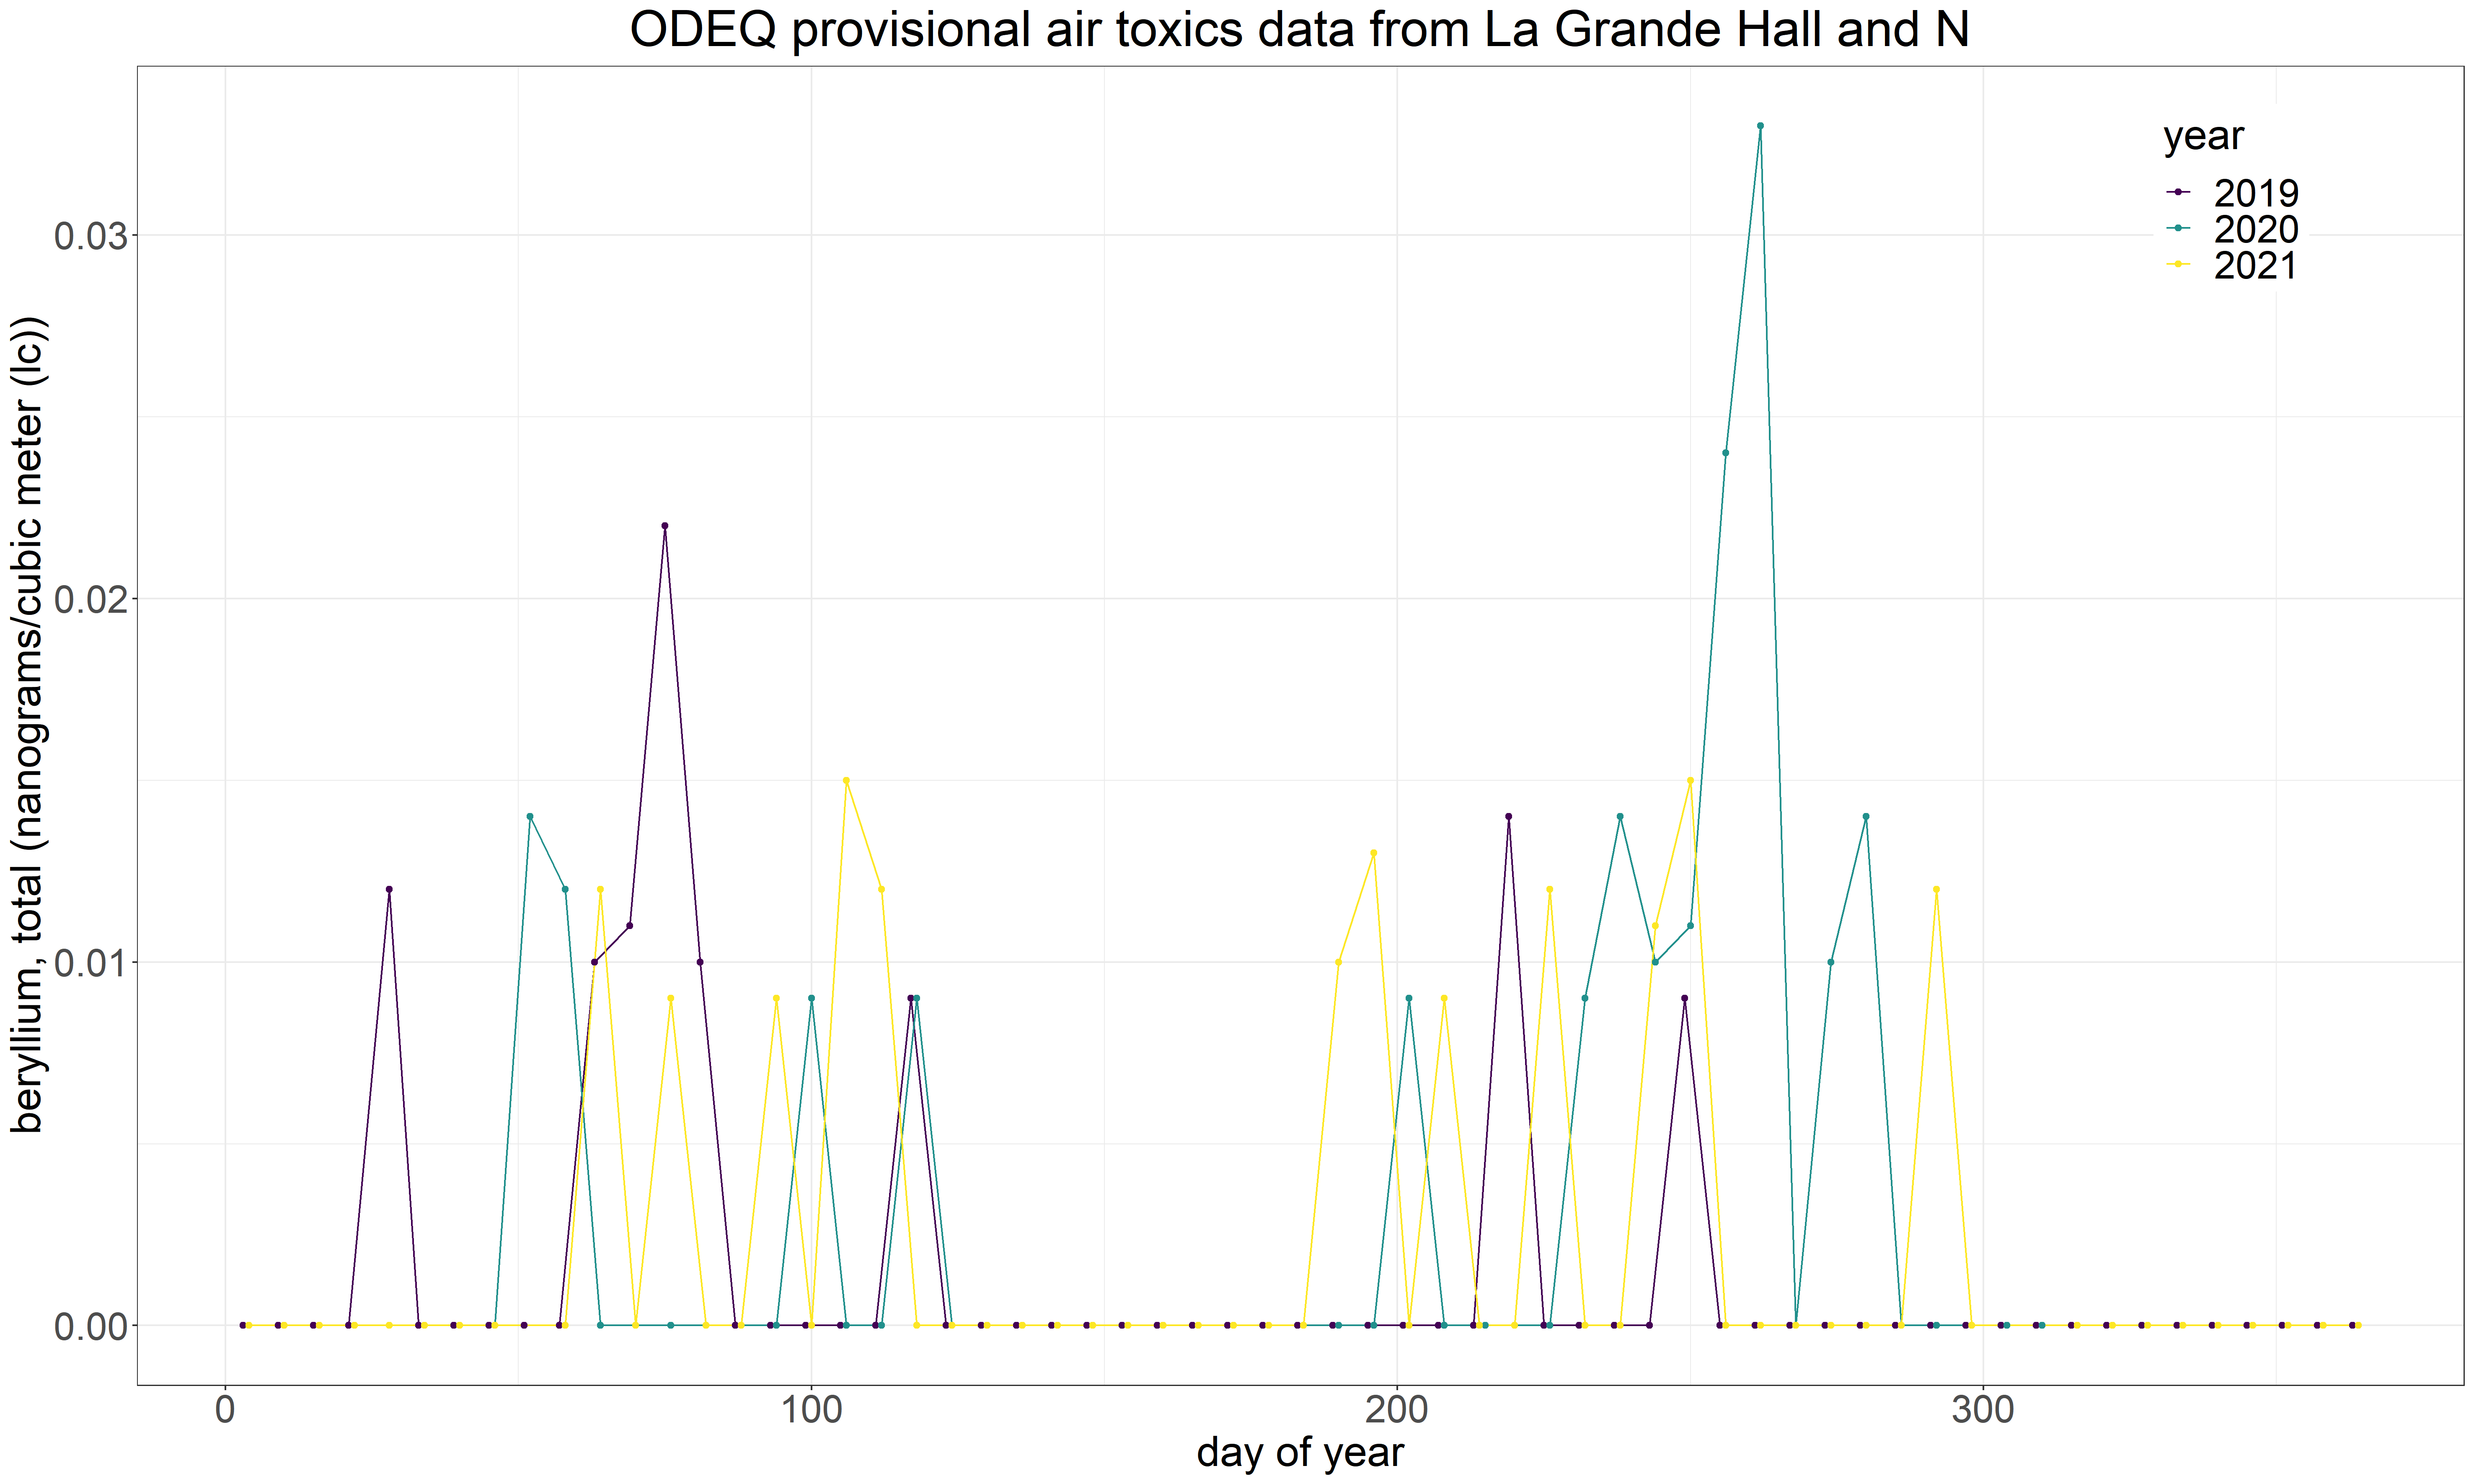 ODEQ provisional air toxics data from La Grande Hall and N
year
2019
2020
2021
beryllium, total (nanograms/cubic meter (lc))
0.03
0.02
0.01
0.00
0 100 200 300
day of year